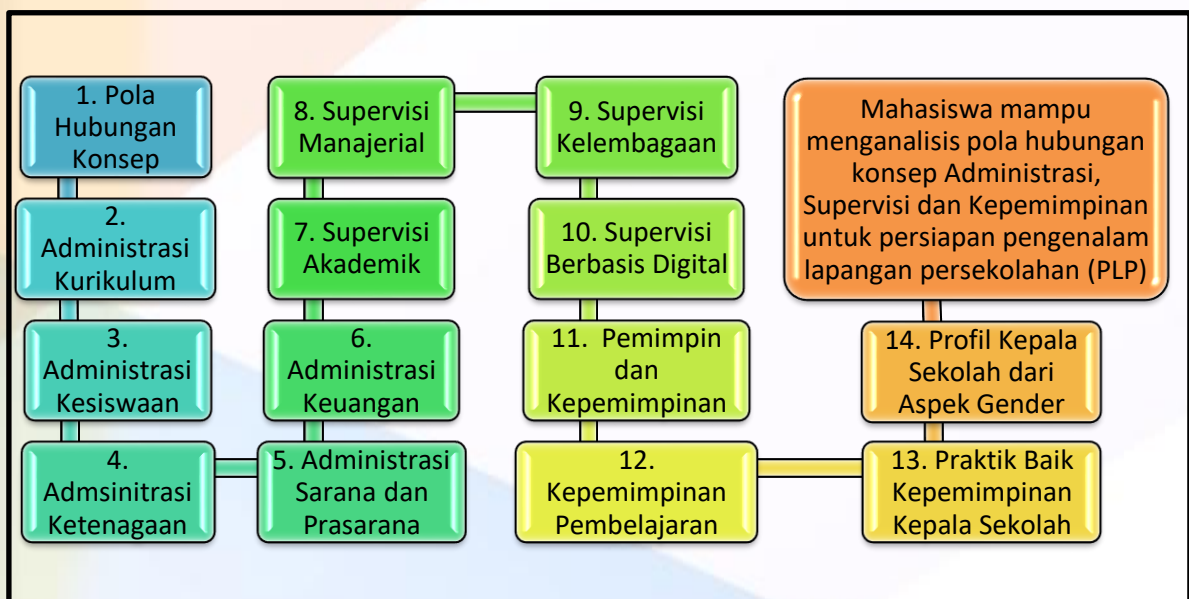 1. Pola
Hubungan
Konsep
2.
Administrasi
Kurikulum
3.
Administrasi
Kesiswaan
4.
Admsinitrasi
Ketenagaan
5. Administrasi
Sarana dan
Prasarana
6.
Administrasi
Keuangan
7. Supervisi
Akademik
8. Supervisi
Manajerial
9. Supervisi
Kelembagaan
10. Supervisi
Berbasis Digital
11. Pemimpin
dan
Kepemimpinan
12.
Kepemimpinan
Pembelajaran
13. Praktik Baik
Kepemimpinan
Kepala Sekolah
14. Profil Kepala
Sekolah dari
Aspek Gender
Mahasiswa mampu
menganalisis pola hubungan
konsep Administrasi,
Supervisi dan Kepemimpinan
untuk persiapan pengenalam
lapangan persekolahan (PLP)